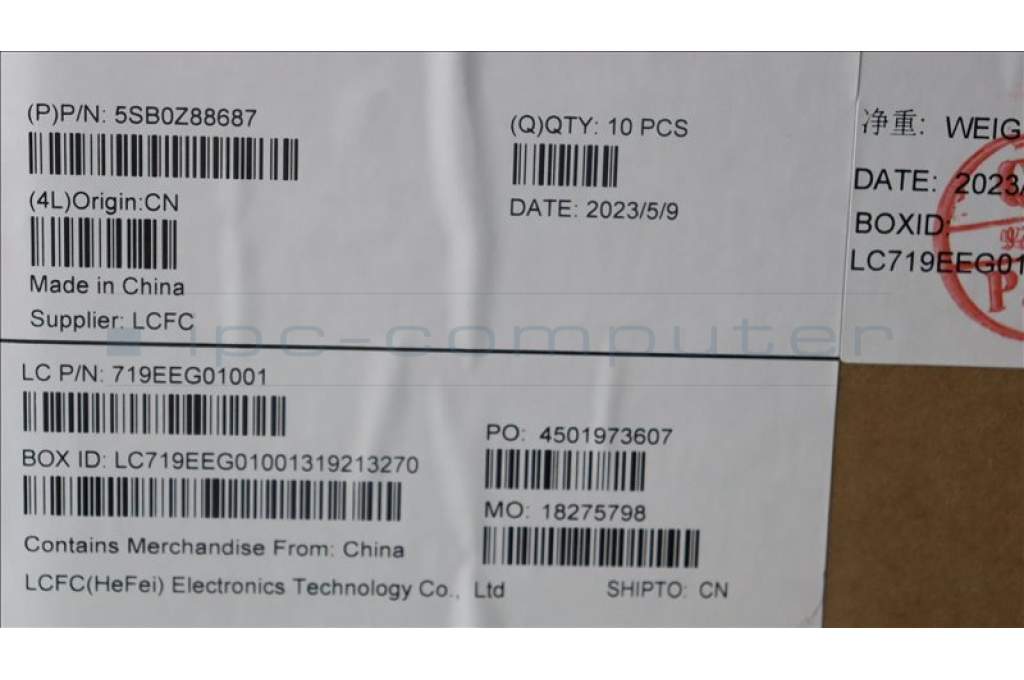 (P)P/N: 5SB0Z88687
(4L)Origin:CN
Made in China
Supplier: LCFC
(Q)QTY: 10 PCS
DATE: 2023/5/9
净重: WEIG
DATE: 2023/
BOXID:
LC719EEG01
ipc-computer
LC P/N: 719EEG01001
BOX ID: LC719EEG01001319213270
PO: 4501973607
MO: 18275798
Contains Merchandise From: China
LCFC(HeFei) Electronics Technology Co., Ltd
SHIPTO: CN